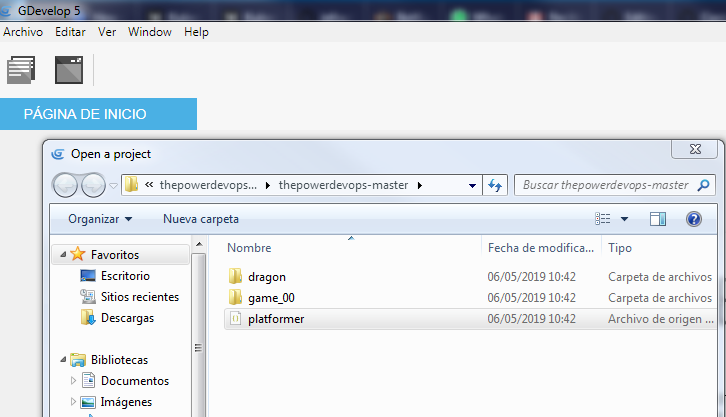 GDevelop 5
Archivo Editar Ver Window Help
PÁGINA DE INICIO
Open a project
« thepowerdevops... thepowerdevops-master
Buscar thepowerdevops-master
Organizar Nueva carpeta
Nombre Fecha de modifica... Tipo
Favoritos
Escritorio
Sitios recientes
Descargas
Bibliotecas
Documentos
Imágenes
dragon 06/05/2019 10:42 Carpeta de archivos
game_00 06/05/2019 10:42 Carpeta de archivos
platformer 06/05/2019 10:42 Archivo de origen ...